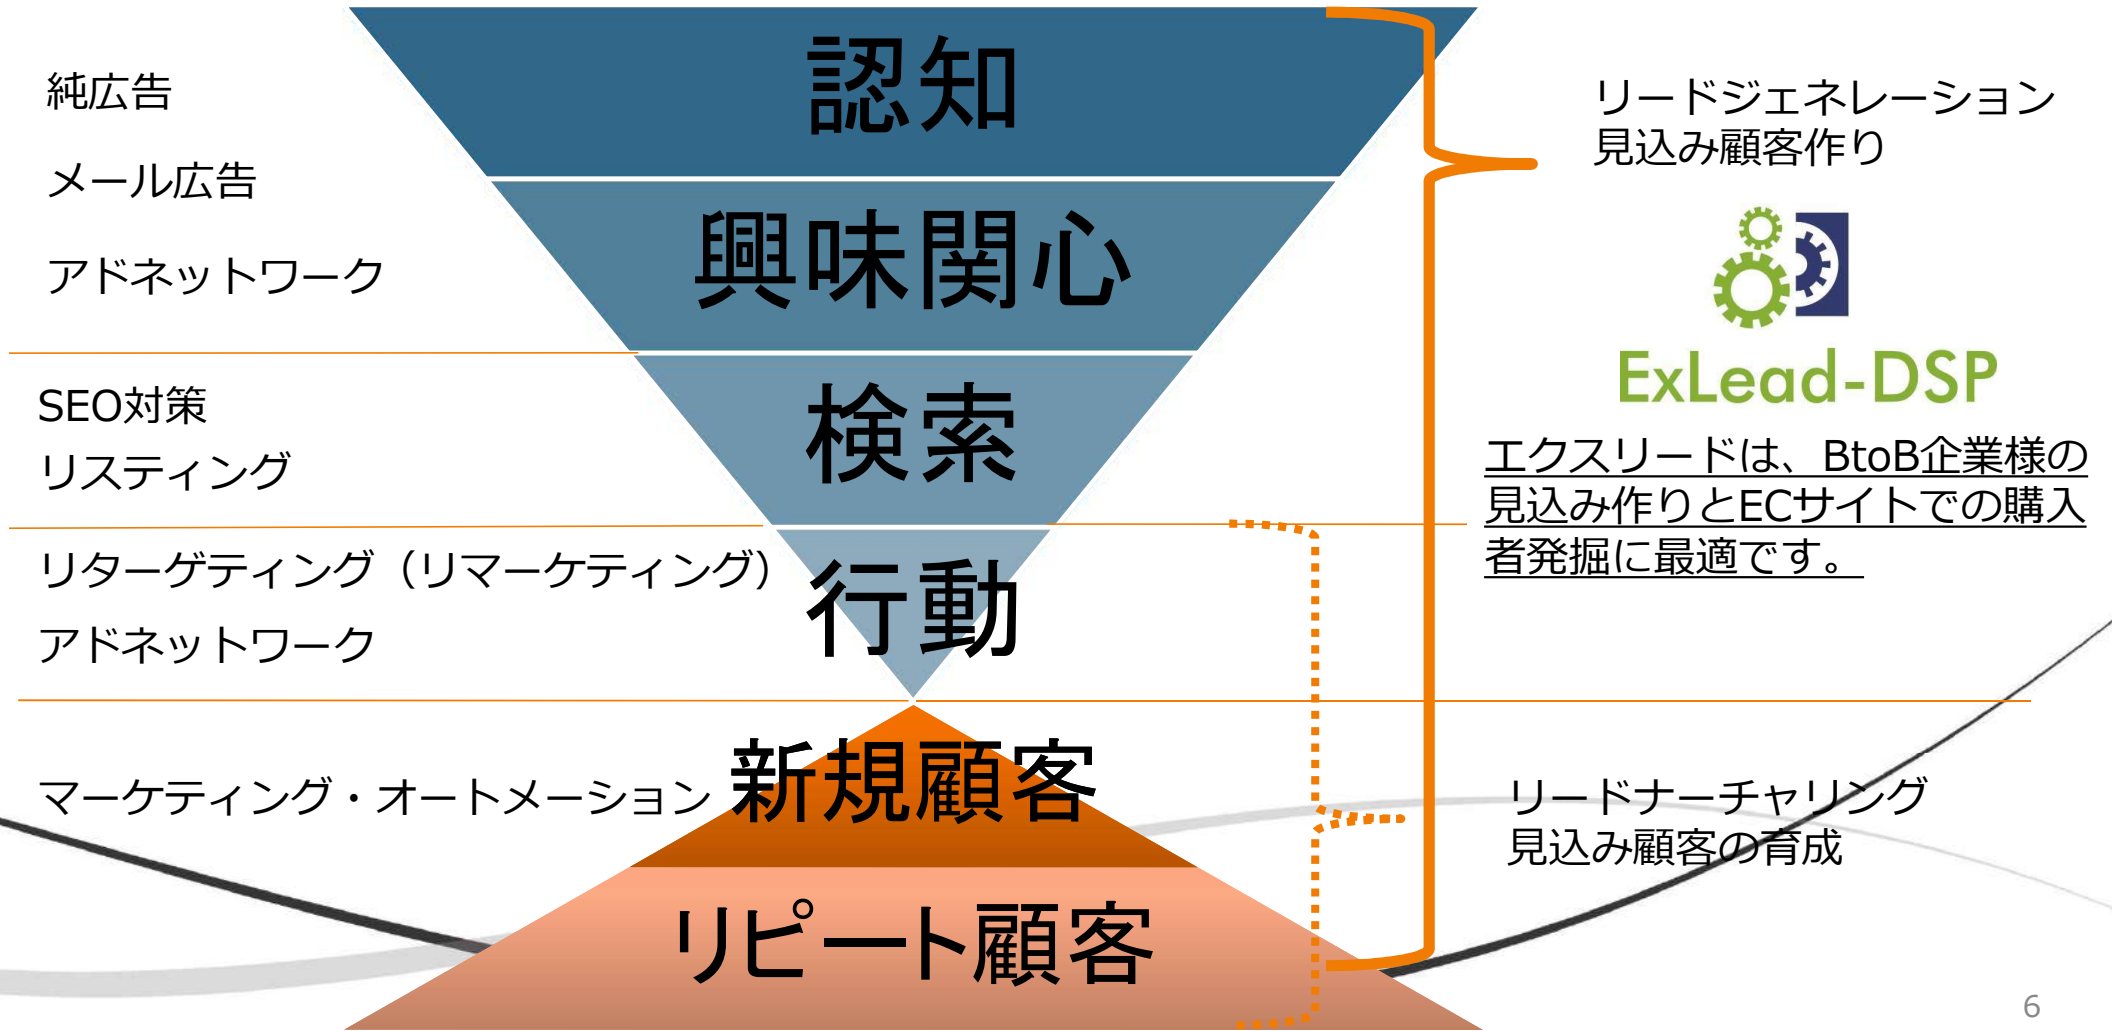 認知
純広告
メール広告
アドネットワーク
興味関心
リードジェネレーション
見込み顧客作り
ExLead-DSP
SEO対策
リスティング
検索
エクスリードは、BtoB企業様の
見込み作りとECサイトでの購入
者発掘に最適です。
リターゲティング（リマーケティング）
アドネットワーク
行動
マーケティング・オートメーション
新規顧客
リードナーチャリング
見込み顧客の育成
リピート顧客
6